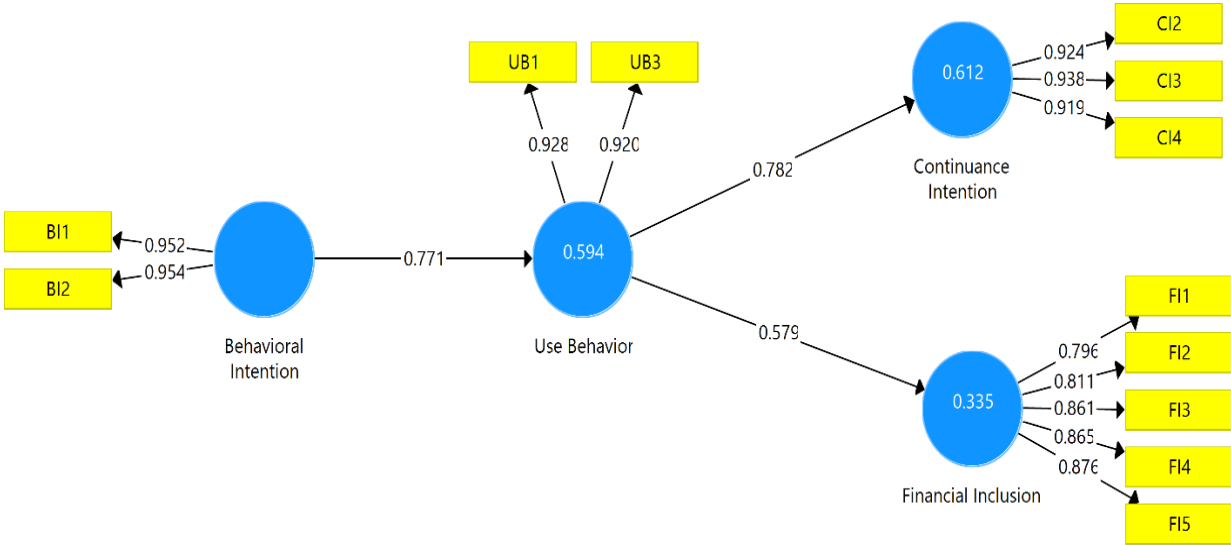 CI2
UB1
UB3
0.924
0.612
0.938
CI3
0.919
CI4
0.928
0.920
Continuance
Intention
0.782
BI1
0.952
0.954
BI2
0.771
0.594
Behavioral
Intention
Use Behavior
0.579
FI1
0.796
FI2
0.811
0.335
0.861
FI3
0.865
FI4
0.876
Financial Inclusion
FI5